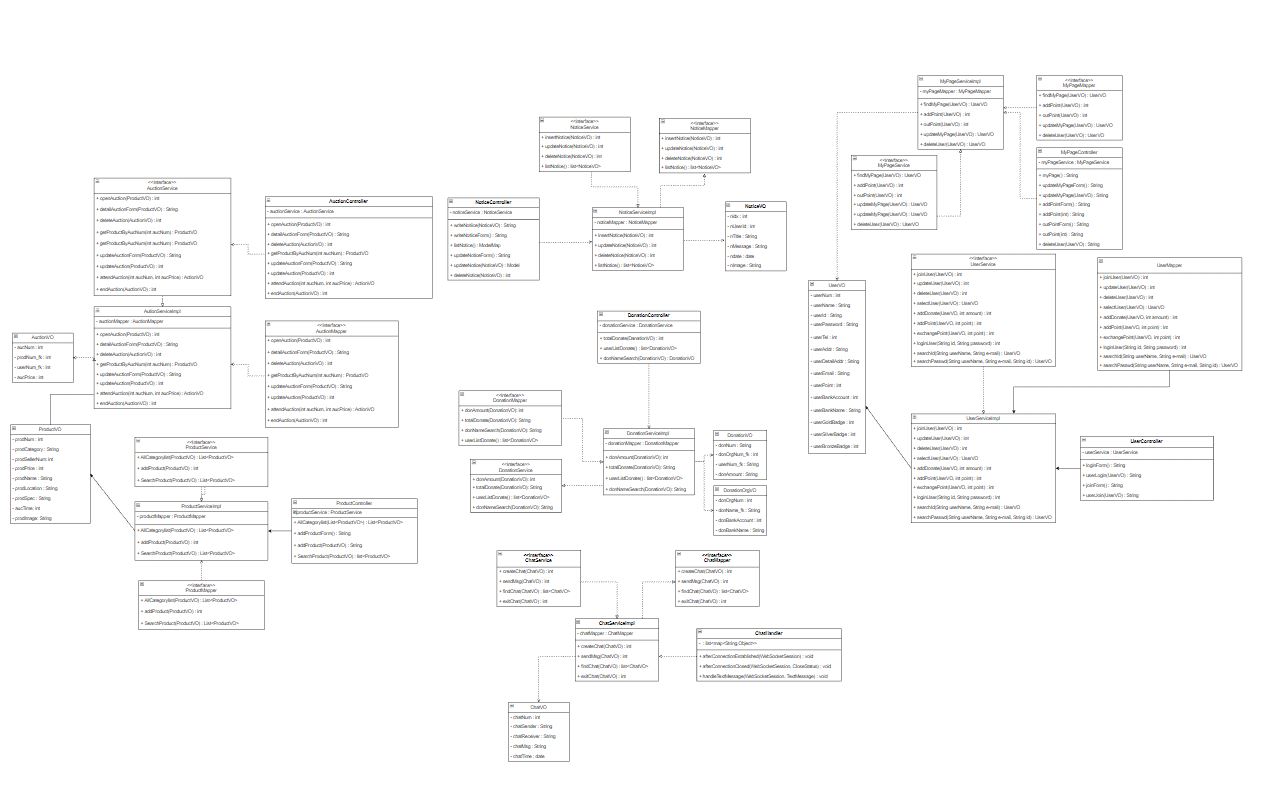 MyPageServiceImpl
- myPageMapper : MyPageMapper
+ findMyPage(UserVO) : UserVO
+ addPoint(UserVO) : int
+ outPoint(UserVO) : int
+ updateMyPage(UserVO) : UserVO
+ deleteUser(UserVO) : UserVO
<<interface>>
MyPageMapper
+ findMyPage(UserVO) : UserVO
+ addPoint(UserVO) : int
+ outPoint(UserVO) : int
+ updateMyPage(UserVO) : UserVO
+ deleteUser(UserVO) : UserVO
<<interface>>
MyPageService
+ findMyPage(UserVO) : UserVO
+ addPoint(UserVO) : int
+ outPoint(UserVO) : int
+ updateMyPage(UserVO) : UserVO
+ updateMyPage(UserVO) : UserVO
+ deleteUser(UserVO) : UserVO
MyPageController
- myPageService : MyPageService
+ myPage() : String
+ updateMyPageForm() : String
+ updateMyPage(UserVO) : String
+ addPointForm() : String
+ addPoint(int) : String
+ outPointForm() : String
+ outPoint(int) : String
+ deleteUser(UserVO) : String
<<interface>>
NoticeService
+ insertNotice(NoticeVO) : int
+ updateNotice(NoticeVO) : int
+ deleteNotice(NoticeVO) : int
+ listNotice() : list<NoticeVO>
<<interface>>
NoticeMapper
+ insertNotice(NoticeVO) : int
+ updateNotice(NoticeVO) : int
+ deleteNotice(NoticeVO) : int
+ listNotice() : list<NoticeVO>
<<interface>>
AuctionService
+ openAuction(ProductVO) : int
+ detailAuctionForm(ProductVO) : String
+ deleteAuction(AuctionVO) : int
+ getProductByAucNum(int aucNum) : ProductVO
+ getProductByAucNum(int aucNum) : ProductVO
+ updateAuctionForm(ProductVO) : String
+ updateAuction(ProductVO) : int
+ attendAuction(int aucNum, int aucPrice) : ActionVO
+ endAuction(AuctionVO) : int
AuctionController
- auctionService : AuctionService
+ openAuction(ProductVO) : int
+ detailAuctionForm(ProductVO) : String
+ deleteAuction(AuctionVO) : int
+ getProductByAucNum(int aucNum) : ProductVO
+ updateAuctionForm(ProductVO) : String
+ updateAuction(ProductVO) : int
+ attendAuction(int aucNum, int aucPrice) : ActionVO
+ endAuction(AuctionVO) : int
NoticeController
- noticeService : NoticeService
+ writeNotice(NoticeVO) : String
+ writeNoticeForm() : String
+ listNotice() : ModelMap
+ updateNoticeForm() : String
+ updateNotice(NoticeVO) : Model
+ deleteNotice(NoticeVO) : int
NoticeServiceImpl
- noticeMapper : NoticeMapper
+ insertNotice(NoticeVO) : int
+ updateNotice(NoticeVO) : int
+ deleteNotice(NoticeVO) : int
+ listNotice() : list<NoticeVO>
NoticeVO
- nIdx : int
- nUserId : int
- nTitle : String
- nMessage : String
- ndate : date
- nImage : String
UserVO
- userNum : int
- userName : String
- userId : String
- userPassword : String
- userTel : int
- userAddr : String
- userDetailAddr : String
- userEmail : String
- userPoint : int
- userBankAccount : int
- userBankName : String
- userGoldBadge : int
- userSilverBadge : int
- userBronzeBadge : int
<<interface>>
UserService
+ joinUser(UserVO) : int
+ updateUser(UserVO) : int
+ deleteUser(UserVO) : int
+ selectUser(UserVO) : UserVO
+ addDonate(UserVO, int amount) : int
+ addPoint(UserVO, int point) : int
+ exchangePoint(UserVO, int point) : int
+ loginUser(String id, String password) : int
+ searchId(String userName, String e-mail) : UserVO
+ searchPasswd(String userName, String e-mail, String id) : UserVO
UserMapper
+ joinUser(UserVO) : int
+ updateUser(UserVO) : int
+ deleteUser(UserVO) : int
+ selectUser(UserVO) : UserVO
+ addDonate(UserVO, int amount) : int
+ addPoint(UserVO, int point) : int
+ exchangePoint(UserVO, int point) : int
+ loginUser(String id, String password) : int
+ searchId(String userName, String e-mail) : UserVO
+ searchPasswd(String userName, String e-mail, String id) : UserVO
AutionServiceImpl
- auctionMapper : AuctionMapper
+ openAuction(ProductVO) : int
+ detailAuctionForm(ProductVO) : String
+ deleteAuction(AuctionVO) : int
+ getProductByAucNum(int aucNum) : ProductVO
+ updateAuctionForm(ProductVO) : String
+ updateAuction(ProductVO) : int
+ attendAuction(int aucNum, int aucPrice) : ActionVO
+ endAuction(AuctionVO) : int
AuctionVO
- aucNum : int
- prodNum_fk : int
- userNum_fk : int
- aucPrice : int
<<interface>>
AuctionMapper
+ openAuction(ProductVO) : int
+ detailAuctionForm(ProductVO) : String
+ deleteAuction(AuctionVO) : int
+ getProductByAucNum(int aucNum) : ProductVO
+ updateAuctionForm(ProductVO) : String
+ updateAuction(ProductVO) : int
+ attendAuction(int aucNum, int aucPrice) : ActionVO
+ endAuction(AuctionVO) : int
DonationController
- donationService : DonationService
+ totalDonate(DonationVO) : int
+ userListDonate() : list<DonationVO>
+ donNameSearch(DonationVO) : DonationVO
<<interface>>
DonationMapper
+ donAmount(DonationVO): int
+ totalDonate(DonationVO) : String
+ donNameSearch(DonationVO): String
+ userListDonate() : list<DonationVO>
<<interface>>
DonationService
+ donAmount(DonationVO) : int
+ totalDonate(DonationVO) : int
+ userListDonate() : list<DonationVO>
+ donNameSearch(DonationVO): String
DonationServiceImpl
- donationMapper : DonationMapper
+ donAmount(DonationVO) : int
+ totalDonate(DonationVO) : String
+ userListDonate() : list<DonationVO>
+ donNameSearch(DonationVO) : String
DonationVO
- donNum : String
- donOrgNum_fk : int
- userNum_fk : int
- donAmount : String
DonationOrgVO
- donOrgNum : int
- donName_fk : String
- donBankAccount : int
- donBankName : String
ProductVO
- prodNum : int
- prodCategory : String
- prodSellerNum: int
- prodPrice : int
- prodName : String
- prodLocation : String
- prodSpec : String
- aucTime : int
- prodImage: String
<<interface>>
ProductService
+ AllCategorylist(ProductVO) : List<ProductVO>
+ addProduct(ProductVO) : int
+ SearchProduct(ProductVO) : List<ProductVO>
ProductServiceImpl
- productMapper : ProductMapper
+ AllCategorylist(ProductVO) : List<ProductVO>
+ addProduct(ProductVO) : int
+ SearchProduct(ProductVO) : List<ProductVO>
ProductController
productService : ProductService
+ AllCategorylist(List<ProductVO>) : List<ProductVO>
+ addProductForm() : String
+ addProduct(ProductVO) : String
+ SearchProduct(ProductVO) : list<ProductVO>
<<interface>>
ProductMapper
+ AllCategorylist(ProductVO) : List<ProductVO>
+ addProduct(ProductVO) : int
+ SearchProduct(ProductVO) : List<ProductVO>
UserServiceImpl
+ joinUser(UserVO) : int
+ updateUser(UserVO) : int
+ deleteUser(UserVO) : int
+ selectUser(UserVO) : UserVO
+ addDonate(UserVO, int amount) : int
+ addPoint(UserVO, int point) : int
+ exchangePoint(UserVO, int point) : int
+ loginUser(String id, String password) : int
+ searchId(String userName, String e-mail) : UserVO
+ searchPasswd(String userName, String e-mail, String id) : UserVO
UserController
- userService : UserService
+ loginForm() : String
+ userLogin(UserVO) : String
+ joinForm() : String
+ userJoin(UserVO) : String
<<interface>>
ChatService
+ createChat(ChatVO) : int
+ sendMsg(ChatVO) : int
+ findChat(ChatVO) : list<ChatVO>
+ exitChat(ChatVO) : int
<<interface>>
ChatMapper
+ createChat(ChatVO) : int
+ sendMsg(ChatVO) : int
+ findChat(ChatVO) : list<ChatVO>
+ exitChat(ChatVO) : int
ChatServiceImpl
- chatMapper : ChatMapper
+ createChat(ChatVO) : int
+ sendMsg(ChatVO) : int
+ findChat(ChatVO) : list<ChatVO>
+ exitChat(ChatVO) : int
ChatHandler
- : list<map<String,Object>>
+ afterConnectionEstablished(WebSocketSession) : void
+ afterConnectionClosed(WebSocketSession, CloseStatus) : void
+ handleTextMessage(WebSocketSession, TextMessage) : void
ChatVO
- chatNum : int
- chatSender : String
- chatReceiver : String
- chatMsg : String
- chatTime : date